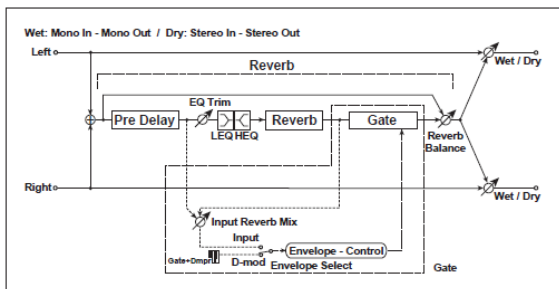 Wet: Mono In - Mono Out / Dry: Stereo In - Stereo Out
Left
Wet / Dry
Reverb
EQ Trim
Pre Delay
LEQ HEQ
Reverb
Gate
Reverb
Balance
Right
Wet / Dry
Input Reverb Mix
Input
Envelope - Control
Gate+Dmpr
D-mod
Envelope Select
Gate